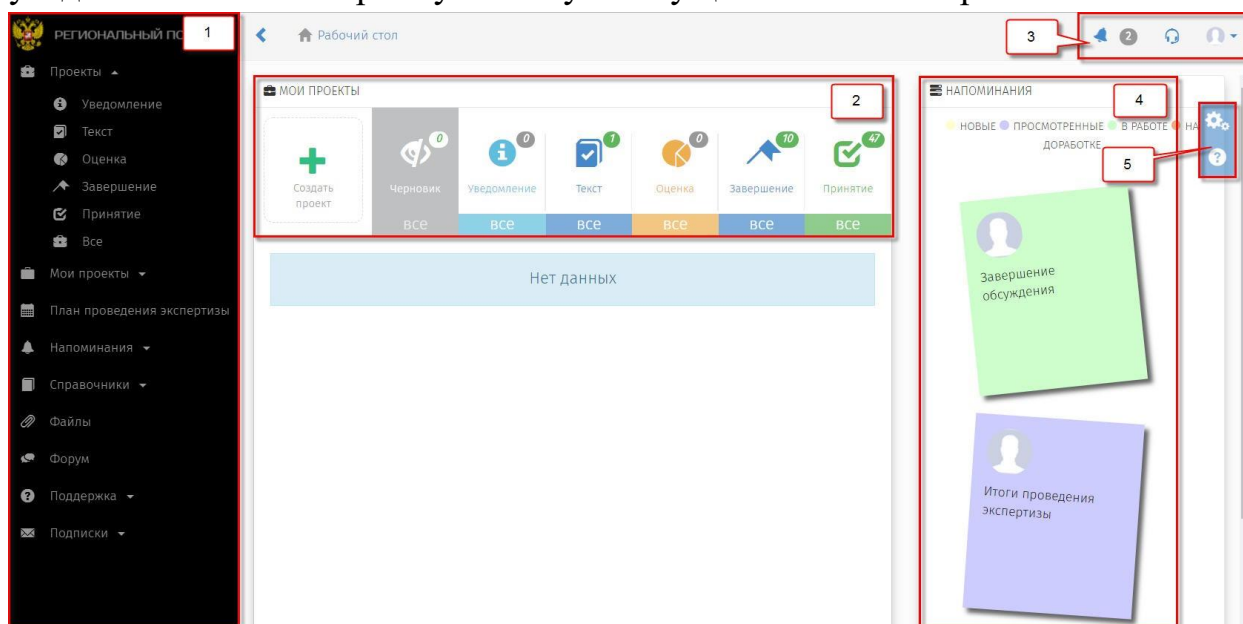 РЕГИОНАЛЬНЫЙ
1
Проекты
Уведомление
Текст
Оценка
Завершение
Принятие
Все
Мои проекты
План проведения экспертизы
Напоминания
Справочники
Файлы
Форум
Поддержка
Подписки
Рабочий стол
3
2
МОИ ПРОЕКТЫ
2
Создать
проект
0
Черновик
все
0
Уведомление
все
1
Текст
все
0
Оценка
все
10
Завершение
все
47
Принятие
все
Нет данных
НАПОМИНАНИЯ
4
НОВЫЕ ПРОСМОТРЕННЫЕ В РАБОТЕ НА
ДОРАБОТКЕ
5
Завершение
обсуждения
Итоги проведения
экспертизы